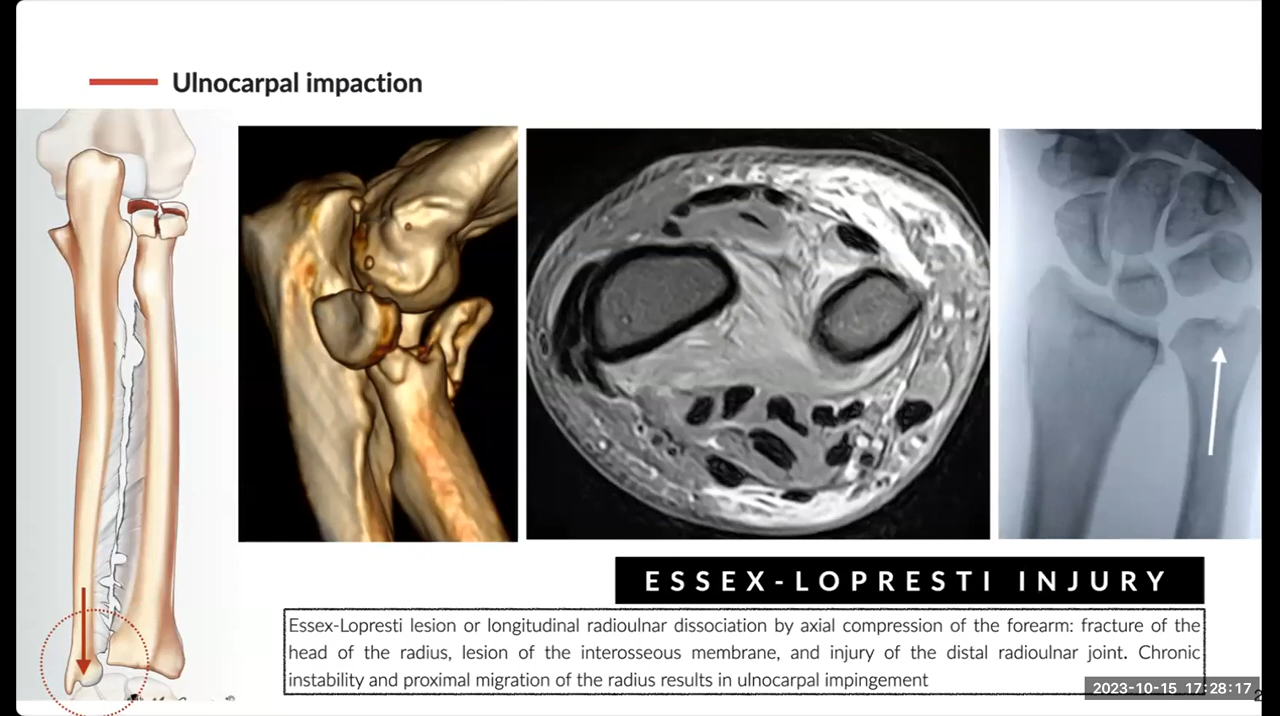 Ulnocarpal impaction
ESSEX-LOPRESTI INJURY
Essex-Lopresti lesion or longitudinal radioulnar dissociation by axial compression of the forearm: fracture of the
head of the radius, lesion of the interosseous membrane, and injury of the distal radioulnar joint. Chronic
instability and proximal migration of the radius results in ulnocarpal impingement
2023-10-15 17:28:17